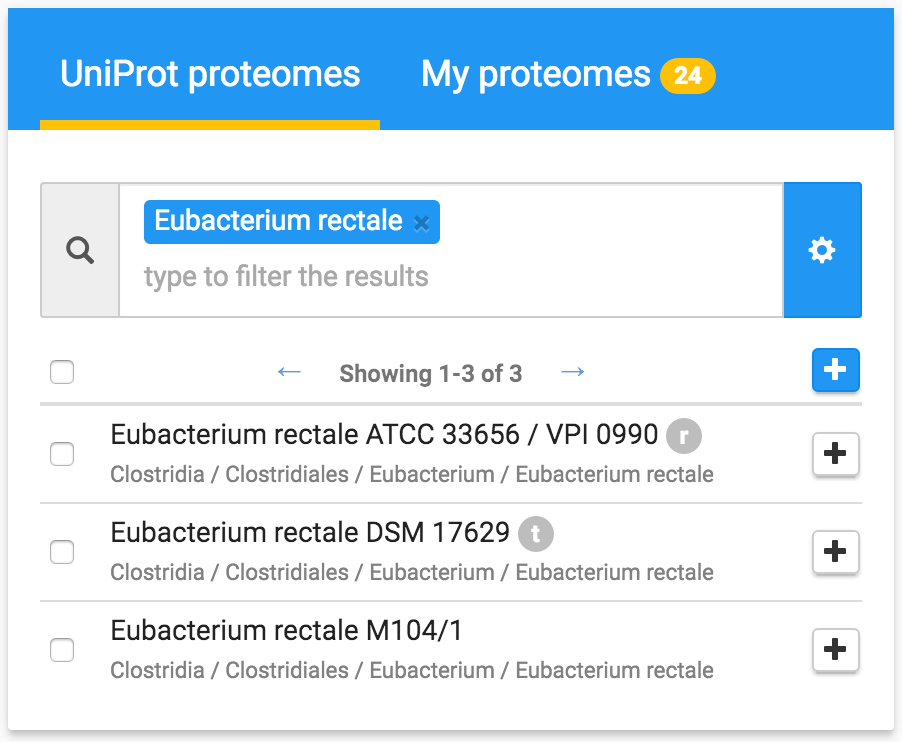 UniProt proteomes My proteomes 24
Eubacterium rectale ×
type to filter the results
← Showing 1-3 of 3 →
Eubacterium rectale ATCC 33656 / VPI 0990 r
Clostridia / Clostridiales / Eubacterium / Eubacterium rectale
Eubacterium rectale DSM 17629 t
Clostridia / Clostridiales / Eubacterium / Eubacterium rectale
Eubacterium rectale M104/1
Clostridia / Clostridiales / Eubacterium / Eubacterium rectale